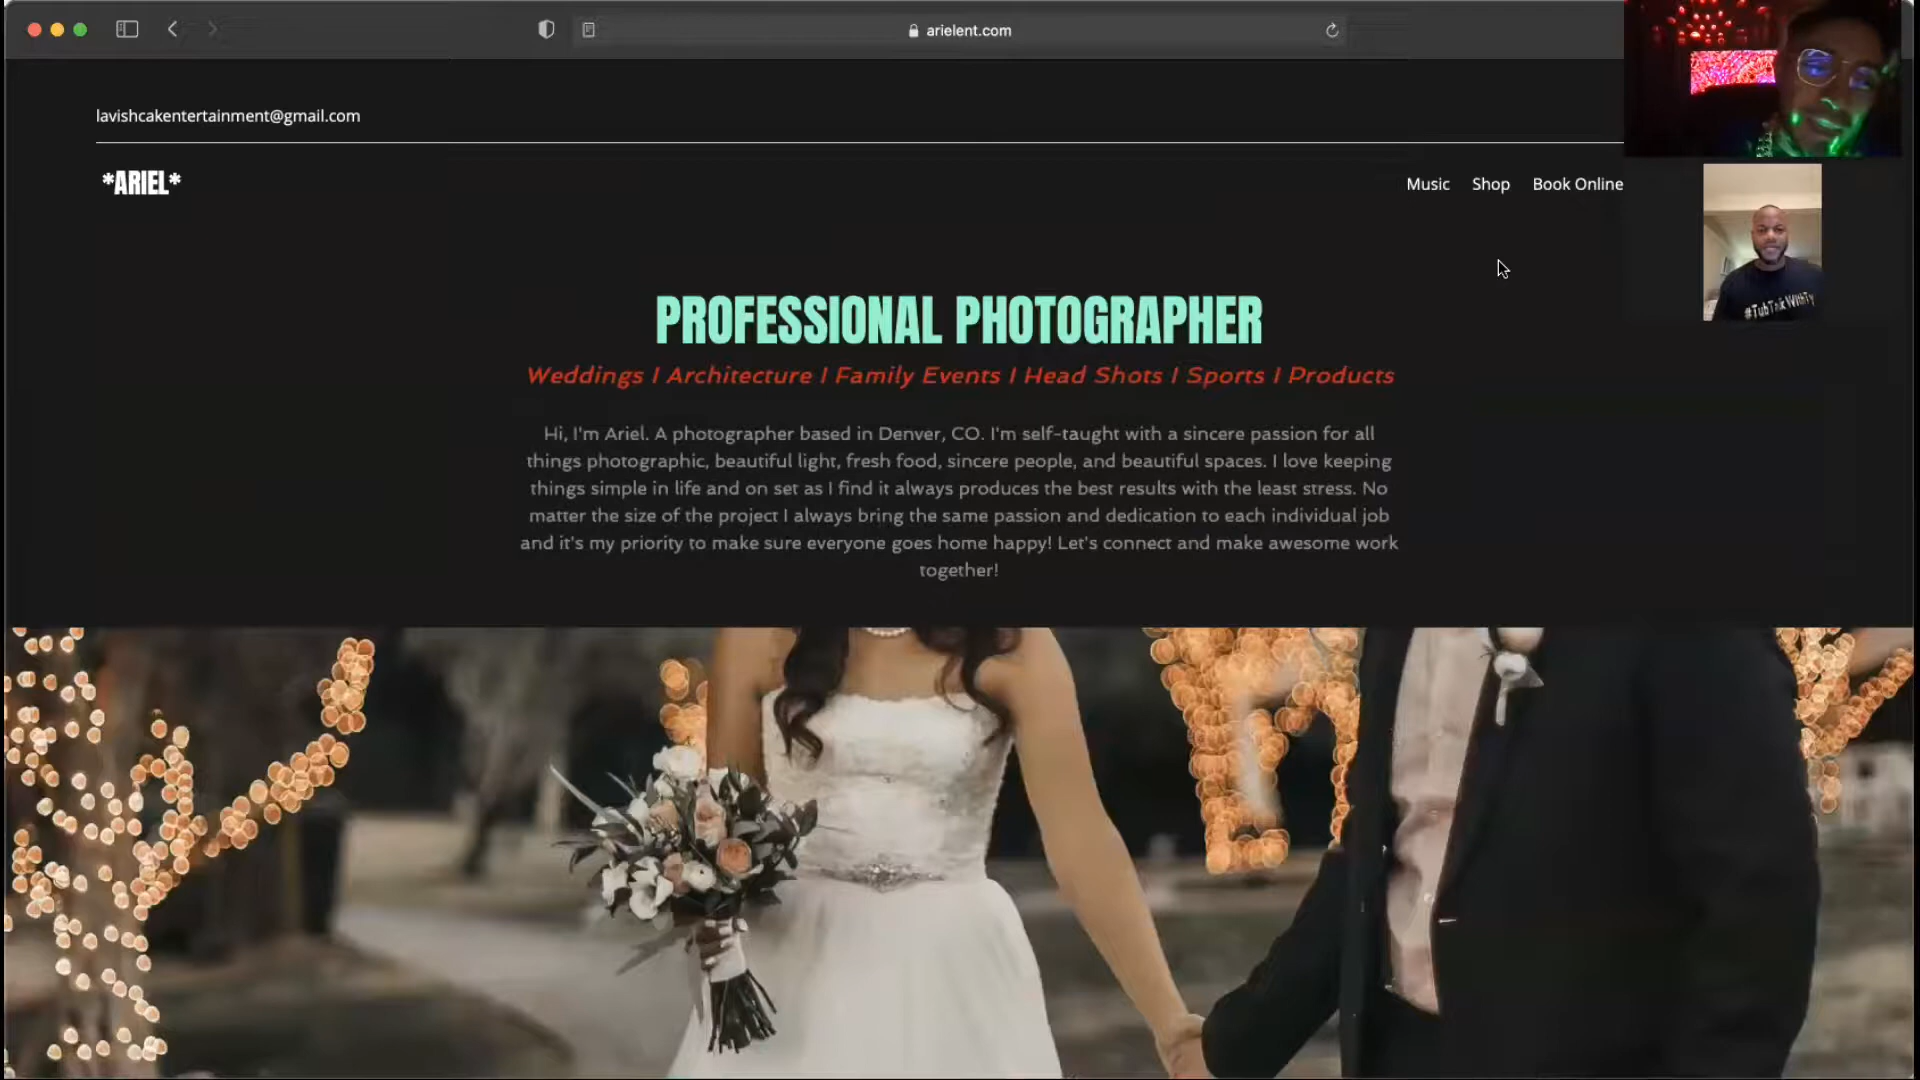 arielent.com
lavishcakentertainment@gmail.com
*ARIEL*
Music Shop Book Online
#TubTalkWithTy
PROFESSIONAL PHOTOGRAPHER
Weddings I Architecture I Family Events I Head Shots I Sports I Products
Hi, I'm Ariel. A photographer based in Denver, CO. I'm self-taught with a sincere passion for all
things photographic, beautiful light, fresh food, sincere people, and beautiful spaces. I love keeping
things simple in life and on set as I find it always produces the best results with the least stress. No
matter the size of the project I always bring the same passion and dedication to each individual job
and it's my priority to make sure everyone goes home happy! Let's connect and make awesome work
together!